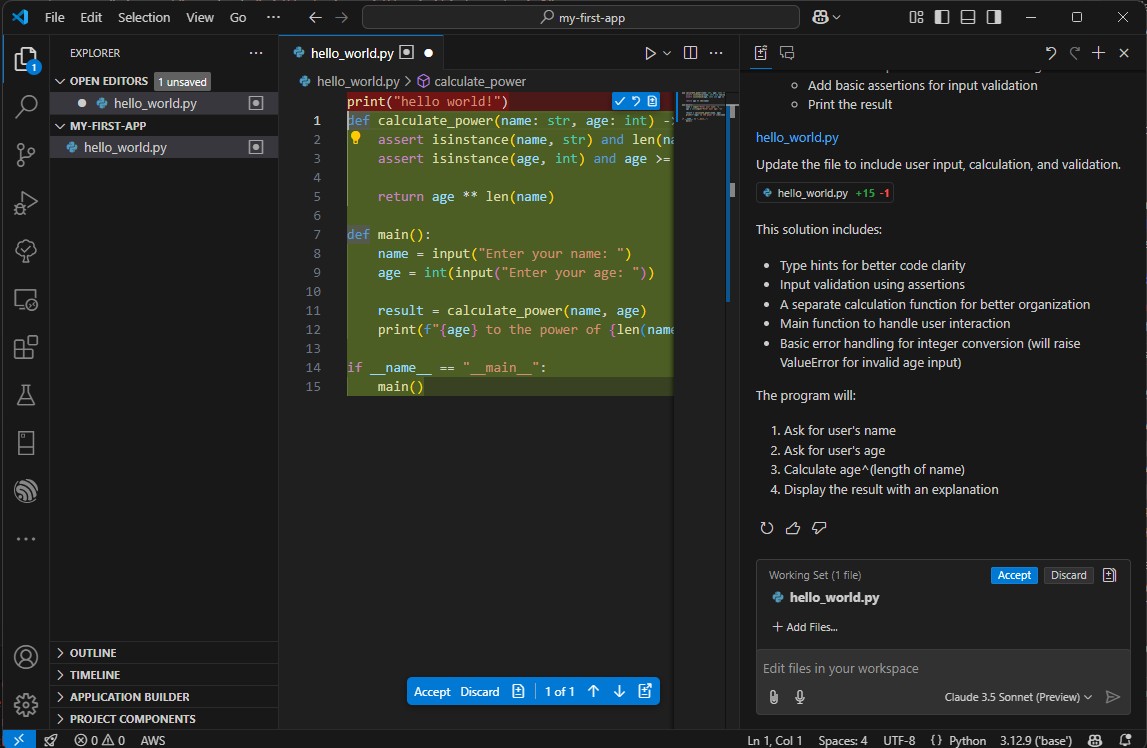 File Edit Selection View Go ··· my-first-app
EXPLORER ···
OPEN EDITORS 1 unsaved
hello_world.py
MY-FIRST-APP
hello_world.py
1
OUTLINE
TIMELINE
APPLICATION BUILDER
PROJECT COMPONENTS
hello_world.py
hello_world.py > calculate_power
print("hello world!")
1 def calculate_power(name: str, age: int) -
2 assert isinstance(name, str) and len(na
3 assert isinstance(age, int) and age >=
4
5 return age ** len(name)
6
7 def main():
8 name = input("Enter your name: ")
9 age = int(input("Enter your age: "))
10
11 result = calculate_power(name, age)
12 print(f"{age} to the power of {len(name
13
14 if __name__ == "__main__":
15 main()
Accept Discard 1 of 1
Add basic assertions for input validation
Print the result
hello_world.py
Update the file to include user input, calculation, and validation.
hello_world.py +15 -1
This solution includes:
• Type hints for better code clarity
• Input validation using assertions
• A separate calculation function for better organization
• Main function to handle user interaction
• Basic error handling for integer conversion (will raise
ValueError for invalid age input)
The program will:
1. Ask for user's name
2. Ask for user's age
3. Calculate age^(length of name)
4. Display the result with an explanation
Working Set (1 file) Accept Discard
hello_world.py
+ Add Files...
Edit files in your workspace
Claude 3.5 Sonnet (Preview)
0 0 AWS
Ln 1, Col 1 Spaces: 4 UTF-8 {} Python 3.12.9 ('base')